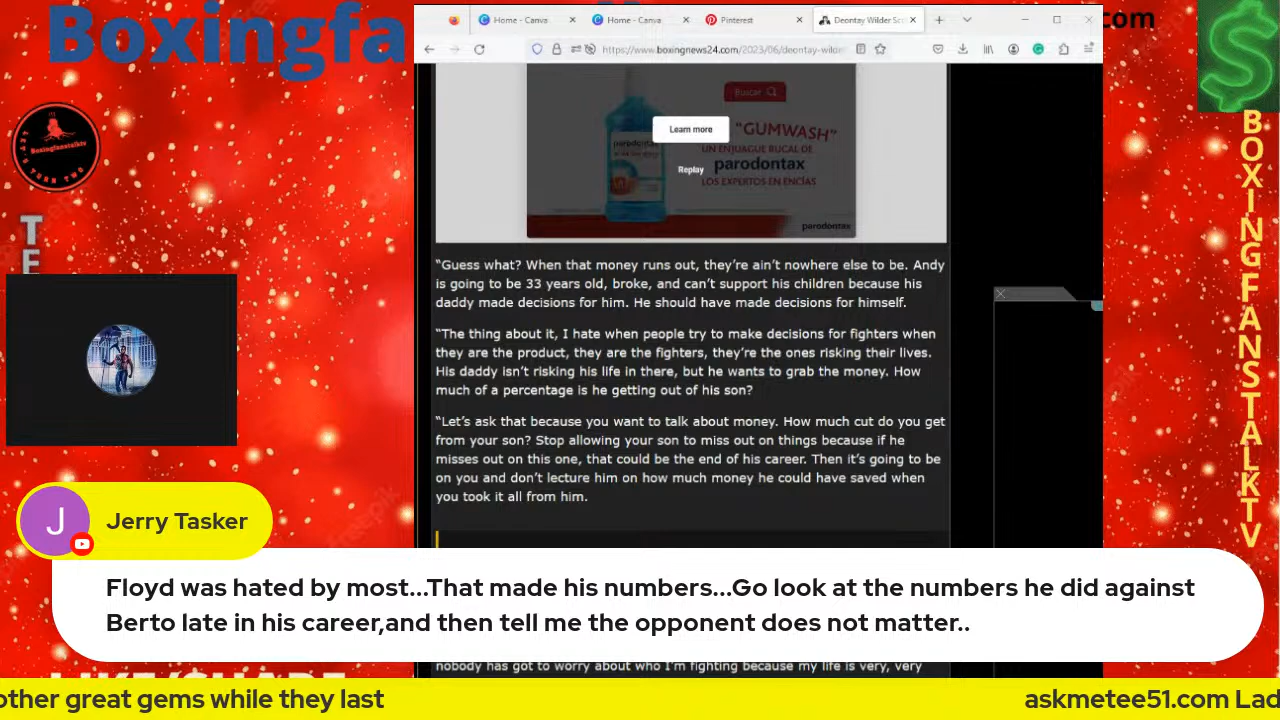 Boxingfa
com
Home - Canva
Home - Canva
Pinterest
Deontay Wilder Sco
https://www.boxingnews24.com/2023/06/deontay-wilder
Buscar
Learn more
"GUMWASH"
UN ENJUAGUE BUCAL DE
parodontax
LOS EXPERTOS EN ENCÍAS
Replay
parodontax
parodontax
Boxingfanstalktv
LET'S TURN TWO
TE
BOXINGFANSTALKTV
“Guess what? When that money runs out, they’re ain’t nowhere else to be. Andy
is going to be 33 years old, broke, and can’t support his children because his
daddy made decisions for him. He should have made decisions for himself.
“The thing about it, I hate when people try to make decisions for fighters when
they are the product, they are the fighters, they’re the ones risking their lives.
His daddy isn’t risking his life in there, but he wants to grab the money. How
much of a percentage is he getting out of his son?
“Let’s ask that because you want to talk about money. How much cut do you get
from your son? Stop allowing your son to miss out on things because if he
misses out on this one, that could be the end of his career. Then it’s going to be
on you and don’t lecture him on how much money he could have saved when
you took it all from him.
J
Jerry Tasker
Floyd was hated by most...That made his numbers...Go look at the numbers he did against
Berto late in his career,and then tell me the opponent does not matter..
nobody has got to worry about who I’m fighting because my life is very, very
other great gems while they last
askmetee51.com Lad